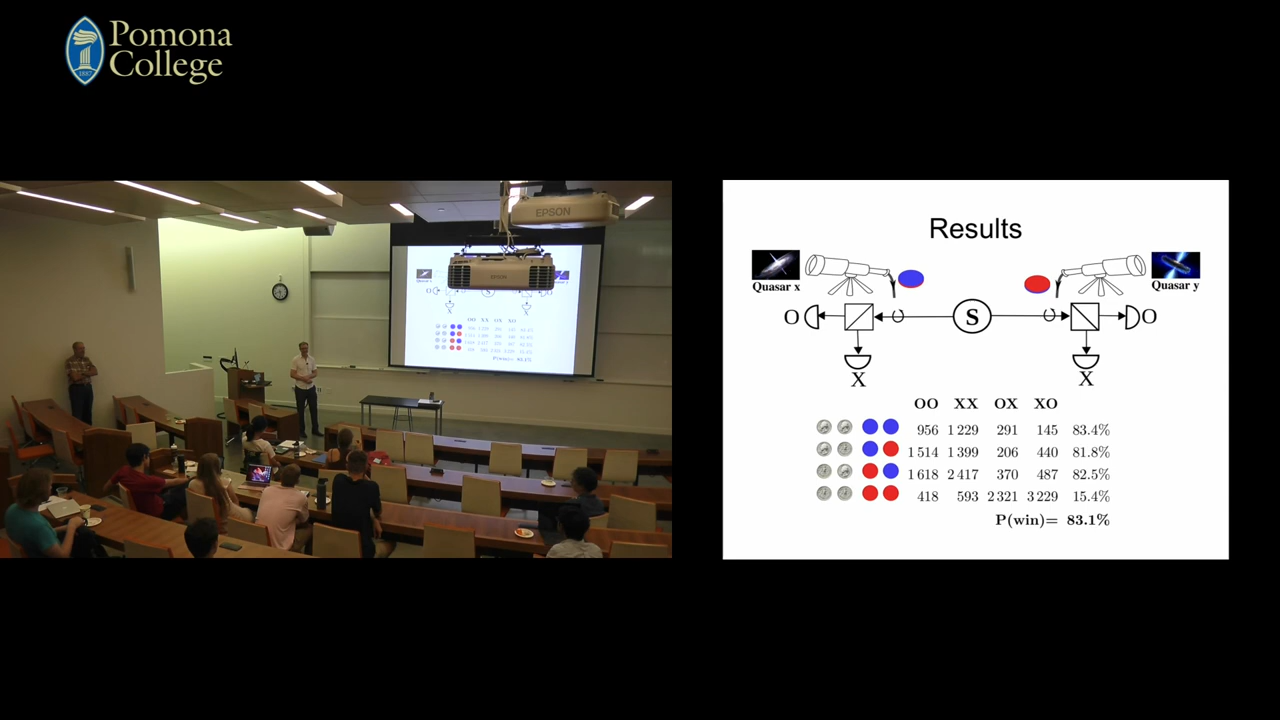 Pomona
College
1887
EPSON
Results
Quasar x
Quasar y
O
S
O
X
X
OO XX OX XO
956 1 229 291 145 83.4%
1 514 1 399 206 440 81.8%
1 618 2 417 370 487 82.5%
418 593 2 321 3 229 15.4%
P(win)= 83.1%